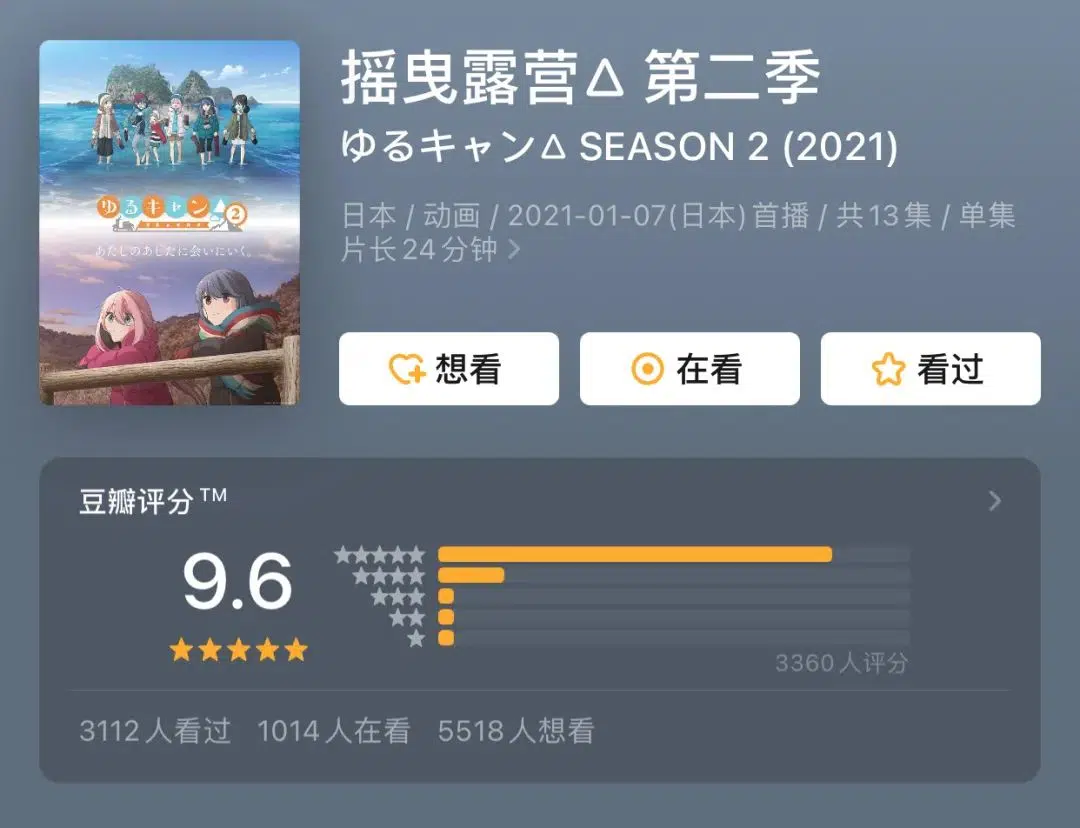 摇曳露营△ 第二季
ゆるキャン△ SEASON 2 (2021)
日本 / 动画 / 2021-01-07(日本)首播 / 共13集 / 单集
片长24分钟
ゆるキャン△2
あたしのあしたに会いにいく。
想看
在看
看过
豆瓣评分TM
9.6
3360人评分
3112人看过 1014人在看 5518人想看